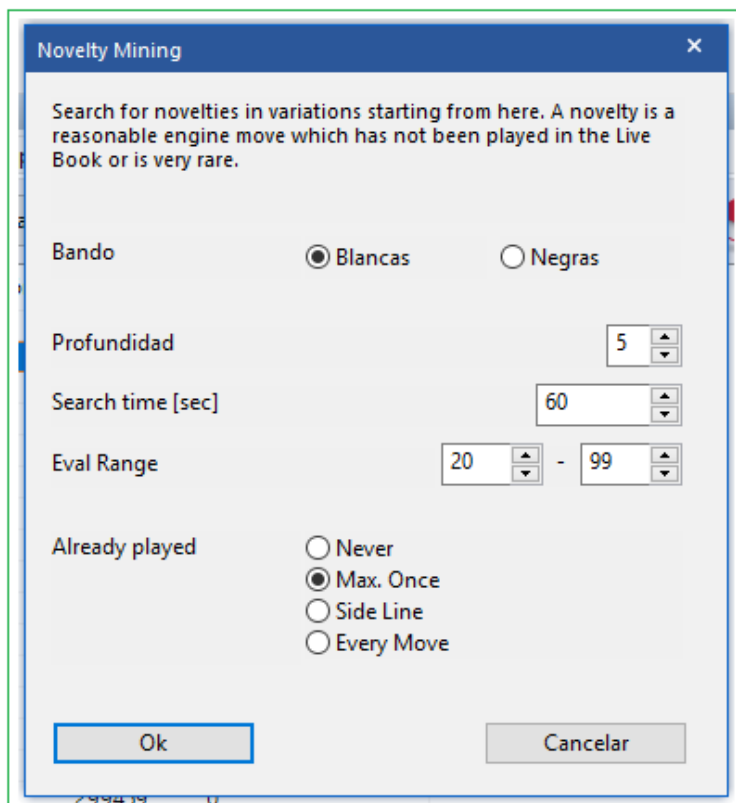 Novelty Mining
Search for novelties in variations starting from here. A novelty is a
reasonable engine move which has not been played in the Live
Book or is very rare.
Bando Blancas Negras
Profundidad 5
Search time [sec] 60
Eval Range 20 - 99
Already played Never
Max. Once
Side Line
Every Move
Ok Cancelar